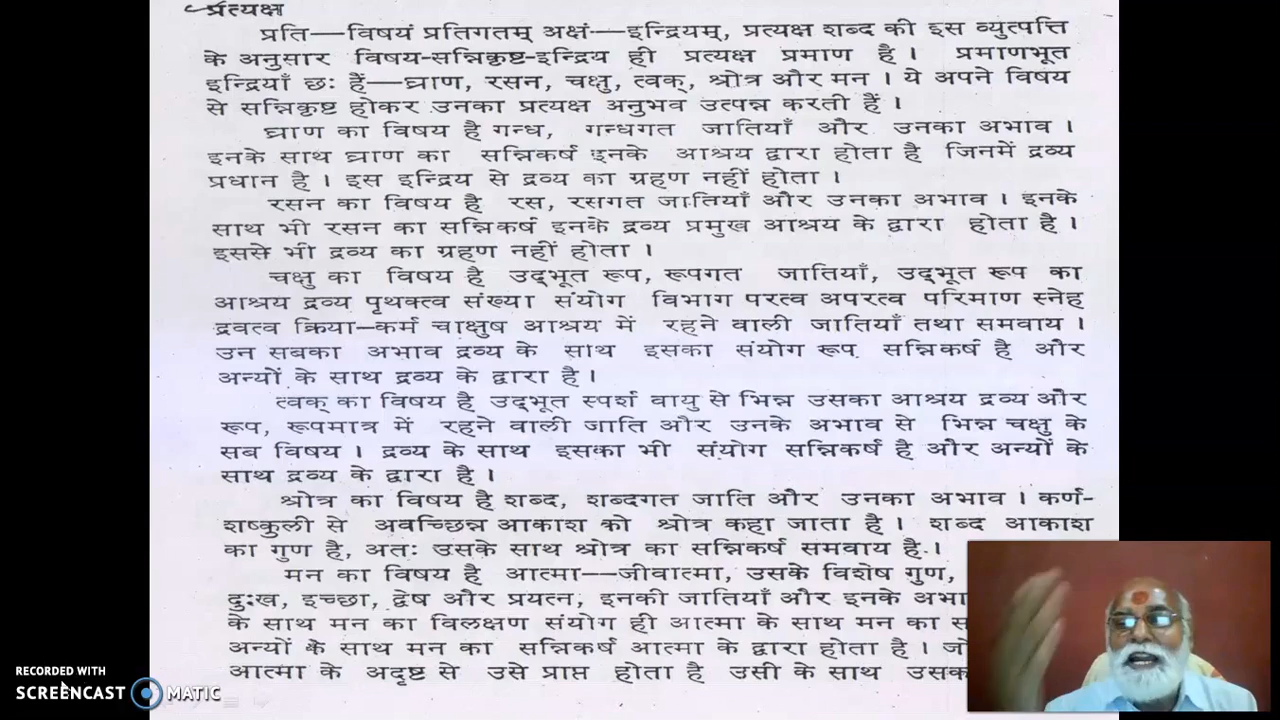 प्रत्यक्ष
प्रति—विषयं प्रतिगतम् अक्षं—इन्द्रियम्, प्रत्यक्ष शब्द की इस व्युत्पत्ति
के अनुसार विषय-सन्निकृष्ट-इन्द्रिय ही प्रत्यक्ष प्रमाण है। प्रमाणभूत
इन्द्रियाँ छः हैं—घ्राण, रसन, चक्षु, त्वक्, श्रोत्र और मन। ये अपने विषय
से सन्निकृष्ट होकर उनका प्रत्यक्ष अनुभव उत्पन्न करती हैं।
घ्राण का विषय है गन्ध, गन्धगत जातियाँ और उनका अभाव।
इनके साथ घ्राण का सन्निकर्ष इनके आश्रय द्वारा होता है जिनमें द्रव्य
प्रधान है। इस इन्द्रिय से द्रव्य का ग्रहण नहीं होता।
रसन का विषय है रस, रसगत जातियाँ और उनका अभाव। इनके
साथ भी रसन का सन्निकर्ष इनके द्रव्य प्रमुख आश्रय के द्वारा होता है।
इससे भी द्रव्य का ग्रहण नहीं होता।
चक्षु का विषय है उद्भूत रूप, रूपगत जातियाँ, उद्भूत रूप का
आश्रय द्रव्य पृथक्त्व संख्या संयोग विभाग परत्व अपरत्व परिमाण स्नेह
द्रवत्व क्रिया—कर्म चाक्षुष आश्रय में रहने वाली जातियाँ तथा समवाय।
उन सबका अभाव द्रव्य के साथ इसका संयोग रूप सन्निकर्ष है और
अन्यों के साथ द्रव्य के द्वारा है।
त्वक् का विषय है उद्भूत स्पर्श वायु से भिन्न उसका आश्रय द्रव्य और
रूप, रूपमात्र में रहने वाली जाति और उनके अभाव से भिन्न चक्षु के
सब विषय। द्रव्य के साथ इसका भी संयोग सन्निकर्ष है और अन्यों के
साथ द्रव्य के द्वारा है।
श्रोत्र का विषय है शब्द, शब्दगत जाति और उनका अभाव। कर्ण-
शष्कुली से अवच्छिन्न आकाश को श्रोत्र कहा जाता है। शब्द आकाश
का गुण है, अतः उसके साथ श्रोत्र का सन्निकर्ष समवाय है।
मन का विषय है आत्मा—जीवात्मा, उसके विशेष गुण,
दुःख, इच्छा, द्वेष और प्रयत्न, इनकी जातियाँ और इनके अभा
के साथ मन का विलक्षण संयोग ही आत्मा के साथ मन का स
अन्यों के साथ मन का सन्निकर्ष आत्मा के द्वारा होता है। जो
आत्मा के अदृष्ट से उसे प्राप्त होता है उसी के साथ उसक
RECORDED WITH
SCREENCAST MATIC